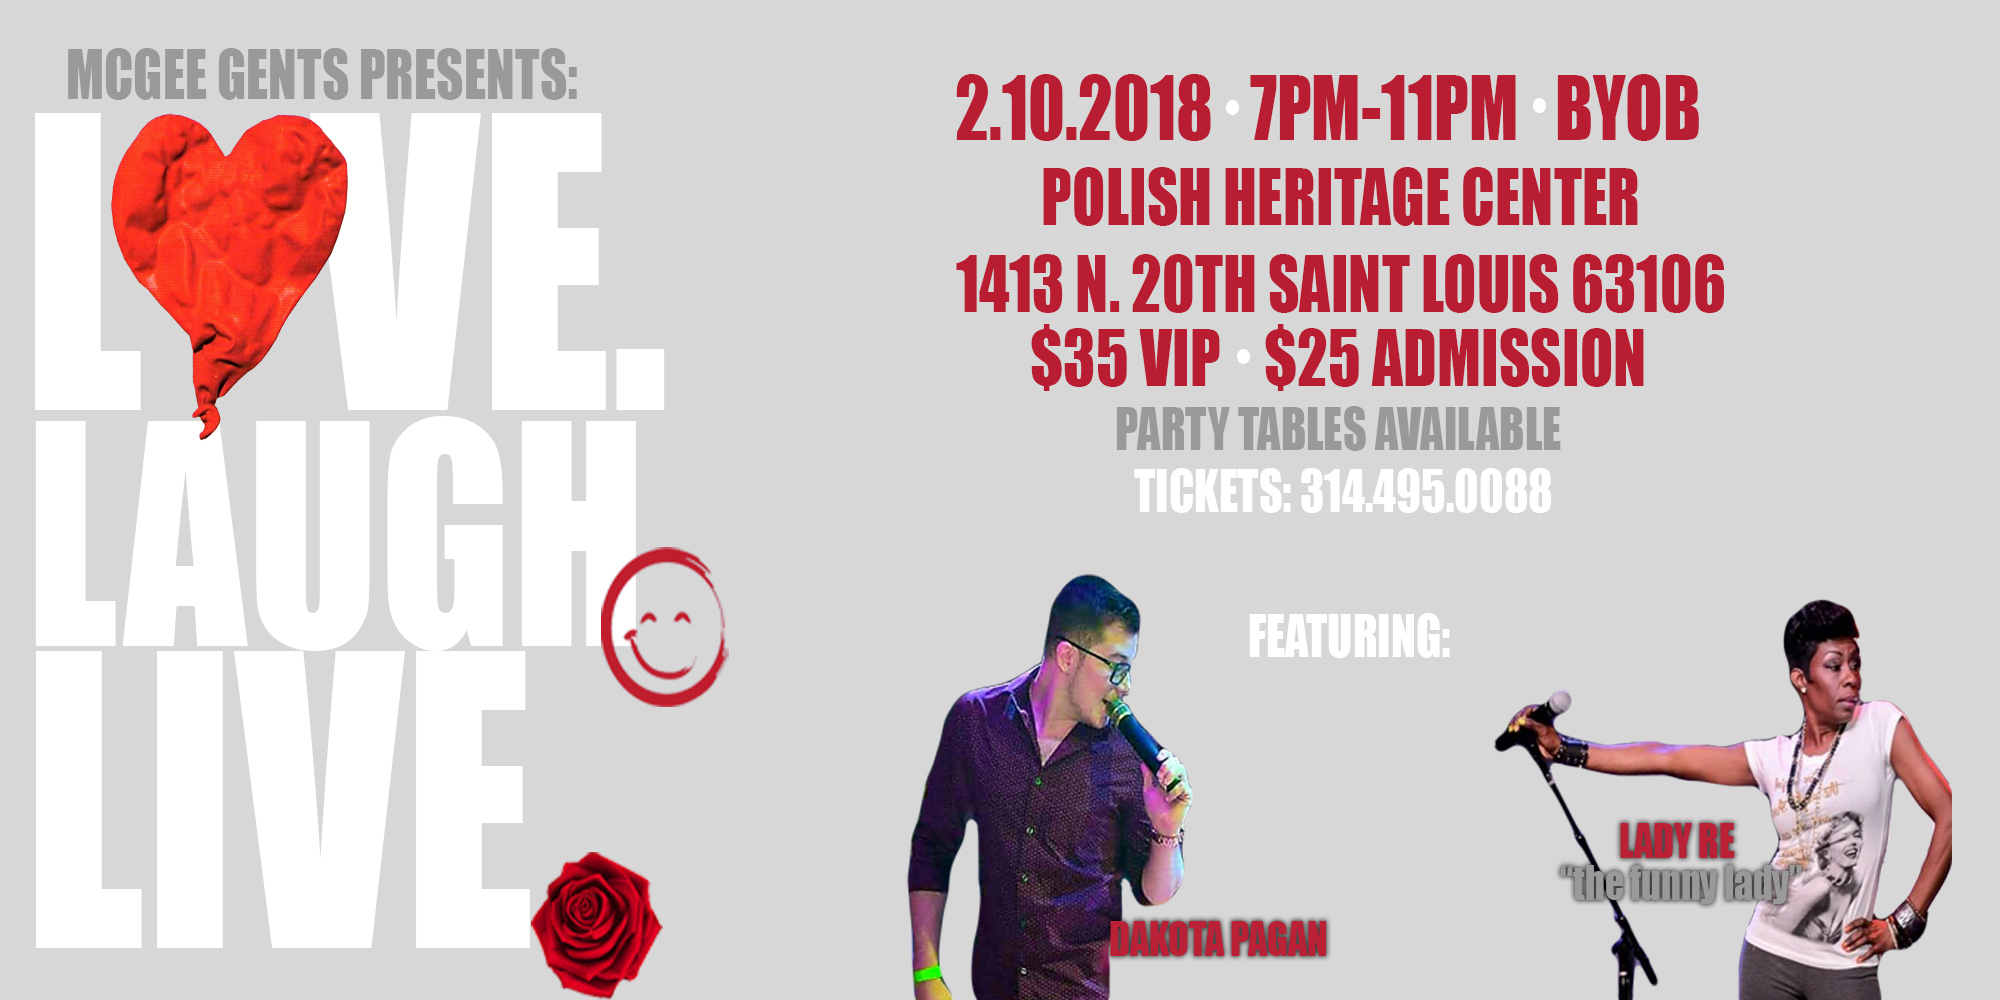 MCGEE GENTS PRESENTS:
LOVE.
LAUGH
LIVE
2.10.2018 • 7PM-11PM • BYOB
POLISH HERITAGE CENTER
1413 N. 20TH SAINT LOUIS 63106
$35 VIP • $25 ADMISSION
PARTY TABLES AVAILABLE
TICKETS: 314.495.0088
FEATURING:
DAKOTA PAGAN
LADY RE
"the funny lady"